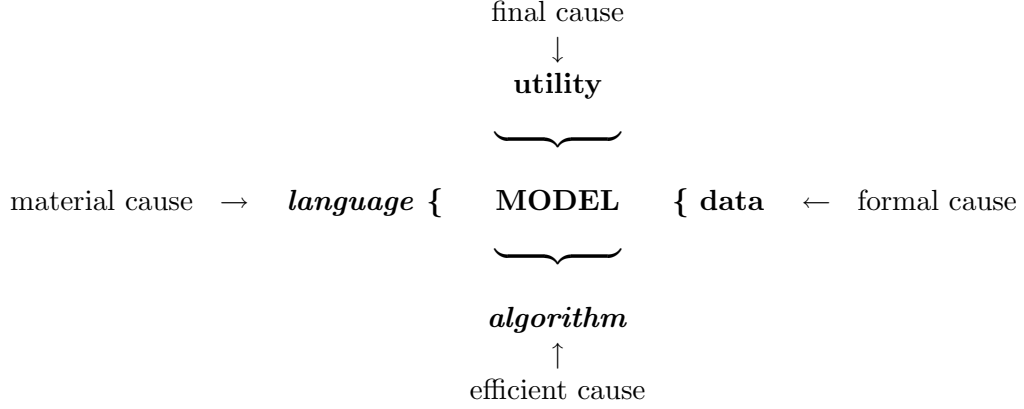 final cause
↓
utility
material cause → language { MODEL { data ← formal cause
algorithm
↑
efficient cause